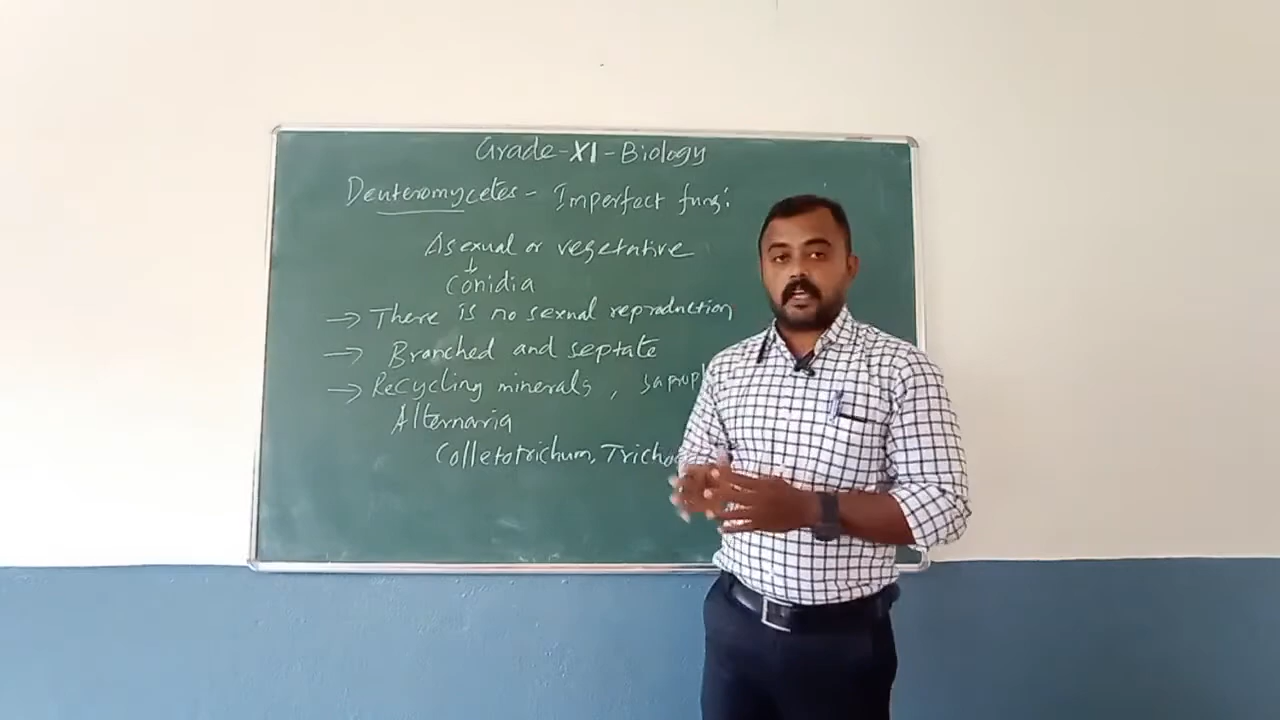 Grade-XI-Biology
Deuteromycetes - Imperfect fungi
Asexual or vegetative
↓
conidia
→ There is no sexual reproduction
→ Branched and septate
→ Recycling minerals ,
Alternaria
Colletotrichum,